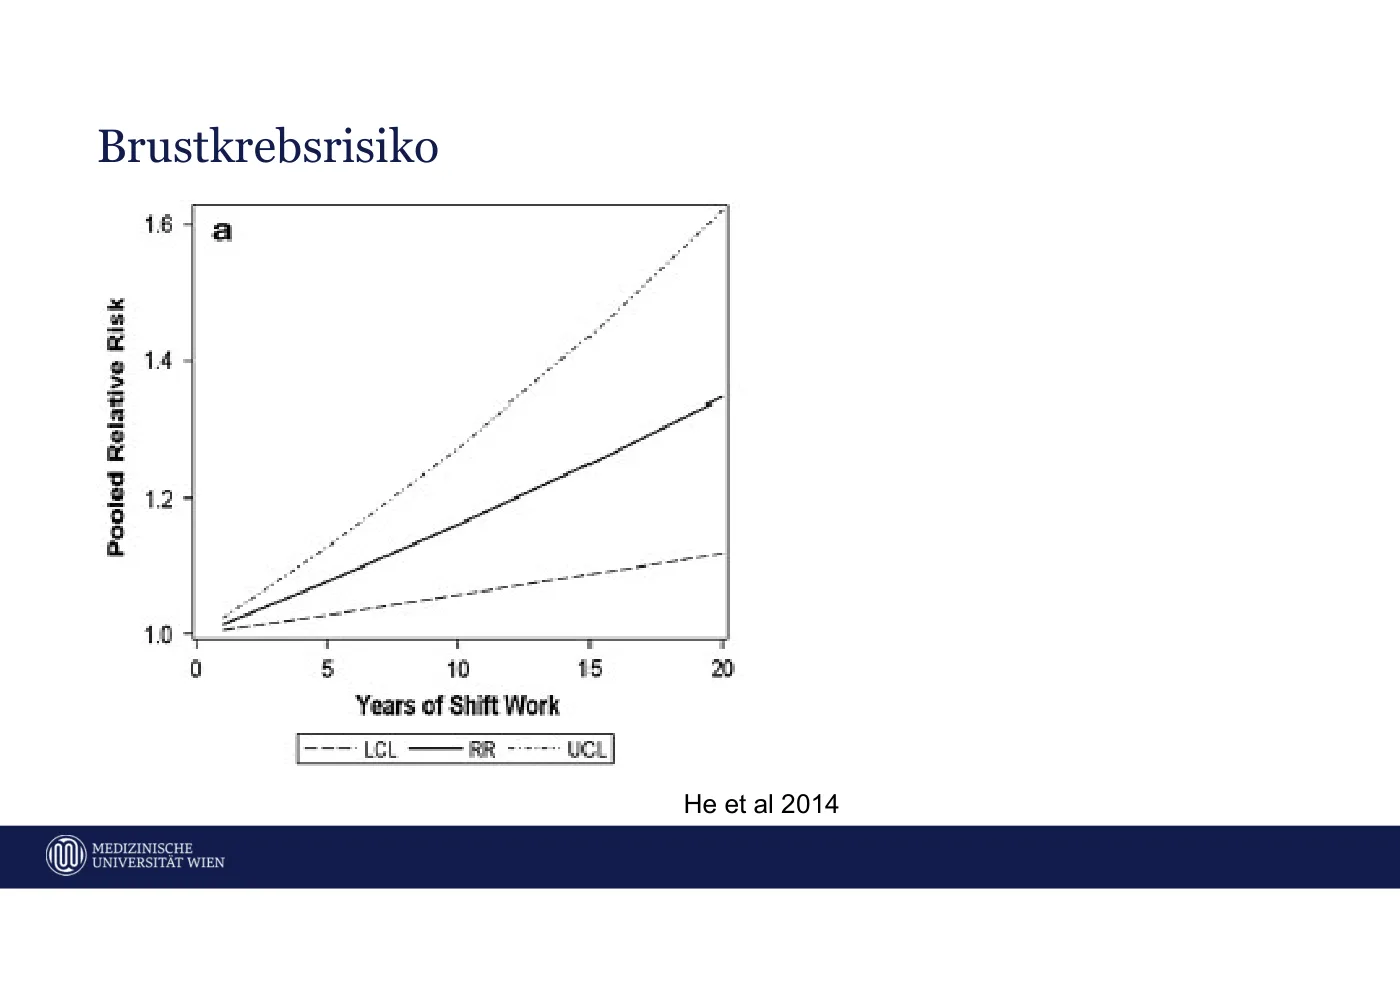 Brustkrebsrisiko
a
1.6
1.4
1.2
1.0
Pooled Relative Risk
0 5 10 15 20
Years of Shift Work
LCL RR UCL
He et al 2014
MEDIZINISCHE
UNIVERSITÄT WIEN